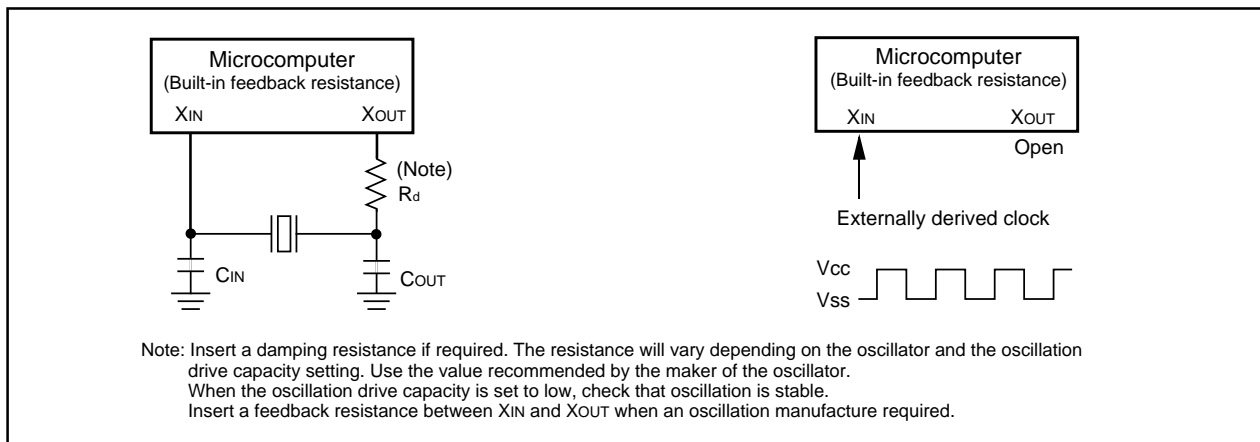 Microcomputer
(Built-in feedback resistance)
XIN XOUT
(Note)
Rd
CIN
COUT
Microcomputer
(Built-in feedback resistance)
XIN XOUT
Open
Externally derived clock
Vcc
Vss
Note: Insert a damping resistance if required. The resistance will vary depending on the oscillator and the oscillation
drive capacity setting. Use the value recommended by the maker of the oscillator.
When the oscillation drive capacity is set to low, check that oscillation is stable.
Insert a feedback resistance between XIN and XOUT when an oscillation manufacture required.